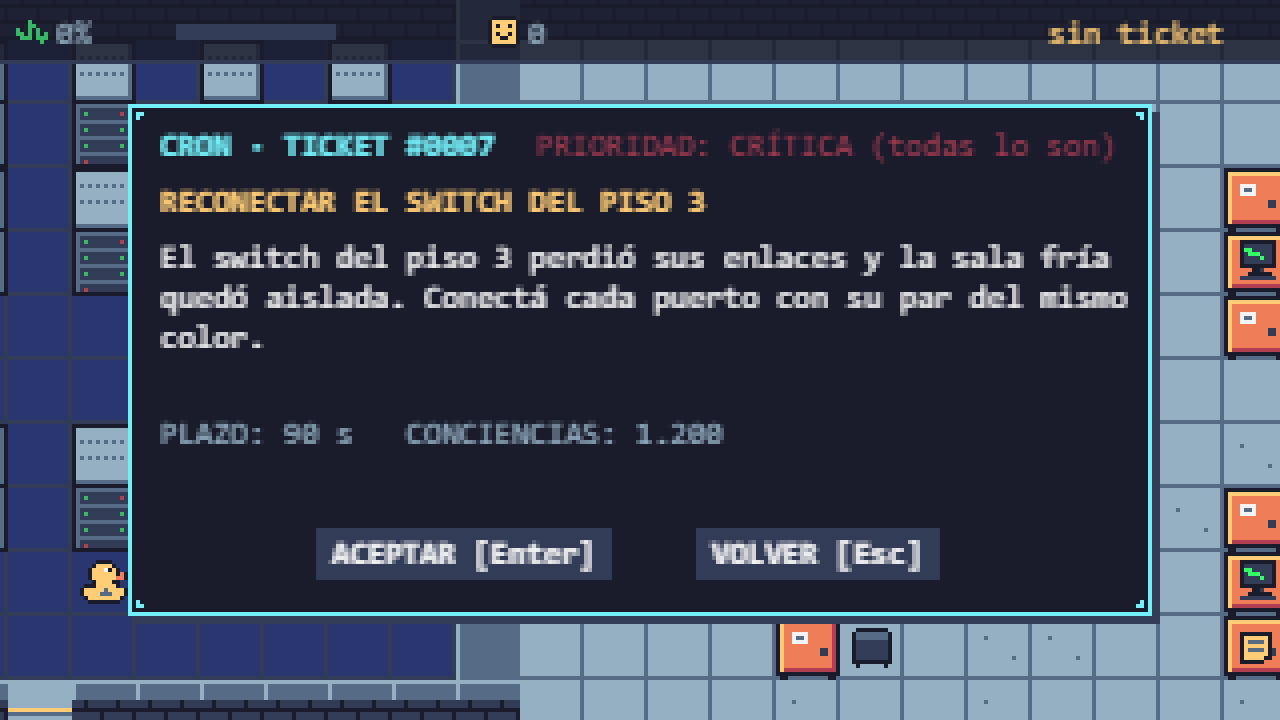 0%
0
sin ticket
CRON · TICKET #0007 PRIORIDAD: CRÍTICA (todas lo son)
RECONECTAR EL SWITCH DEL PISO 3
El switch del piso 3 perdió sus enlaces y la sala fría
quedó aislada. Conectá cada puerto con su par del mismo
color.
PLAZO: 90 s CONCIENCIAS: 1.200
ACEPTAR [Enter] VOLVER [Esc]